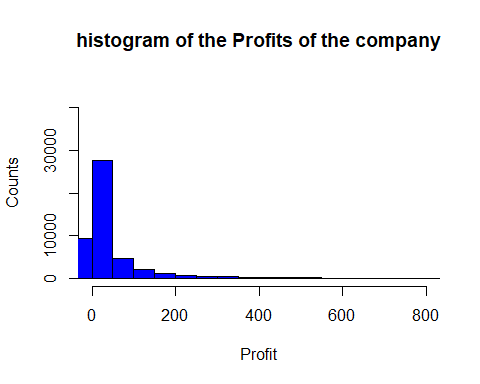 histogram of the Profits of the company
Counts
30000
10000
0
0 200 400 600 800
Profit